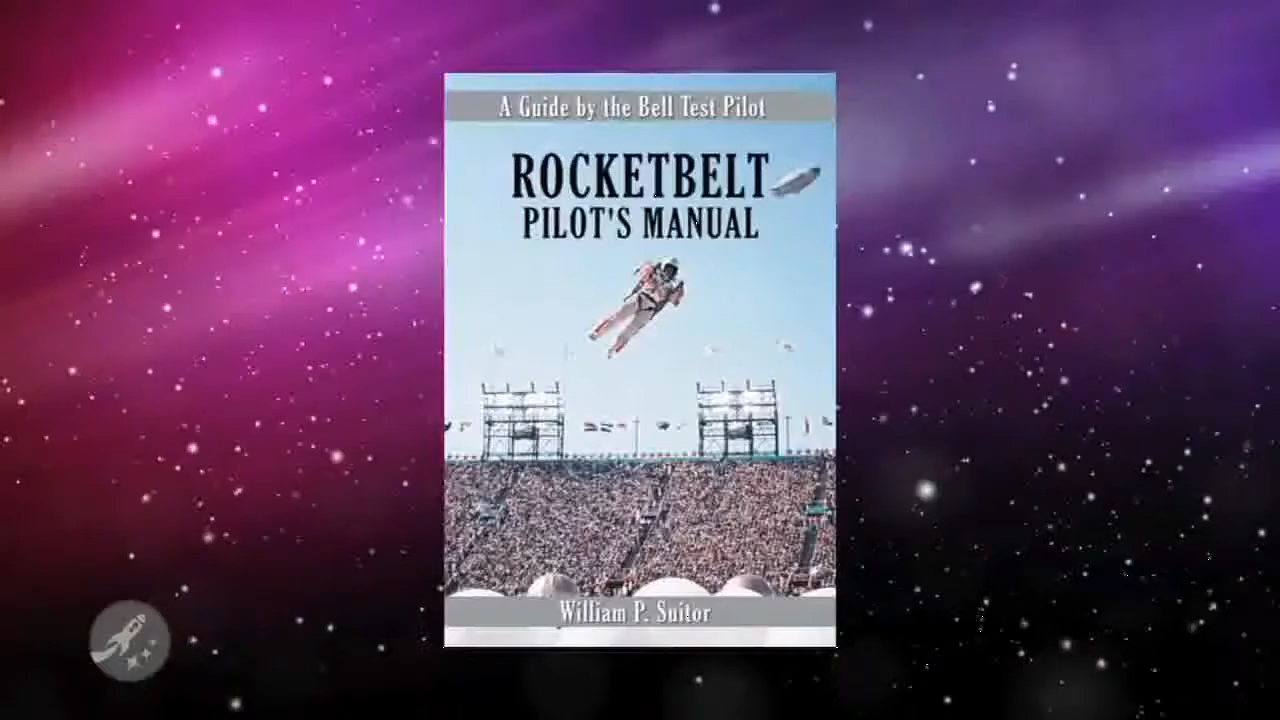 A Guide by the Bell Test Pilot
ROCKETBELT
PILOT'S MANUAL
William P. Suitor